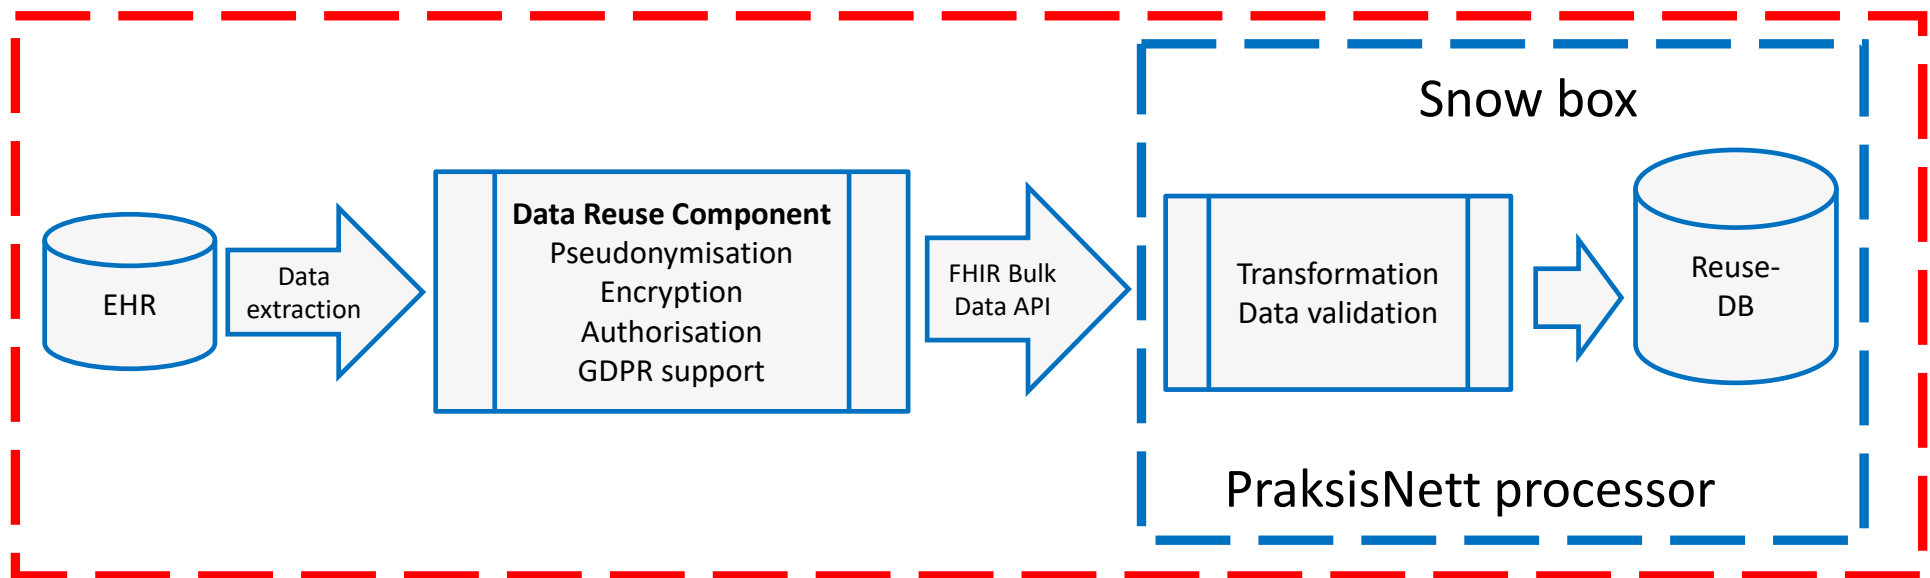 Snow box
EHR
Data
extraction
Data Reuse Component
Pseudonymisation
Encryption
Authorisation
GDPR support
FHIR Bulk
Data API
Transformation
Data validation
Reuse-
DB
PraksisNett processor